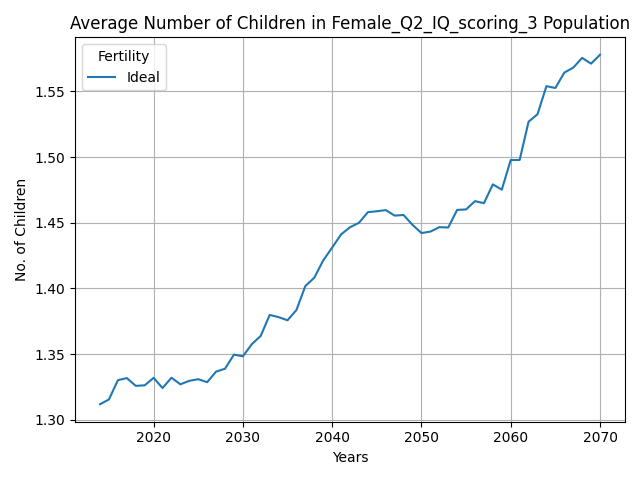 Average Number of Children in Female_Q2_IQ_scoring_3 Population
Fertility
Ideal
No. of Children
1.55
1.50
1.45
1.40
1.35
1.30
2020 2030 2040 2050 2060 2070
Years